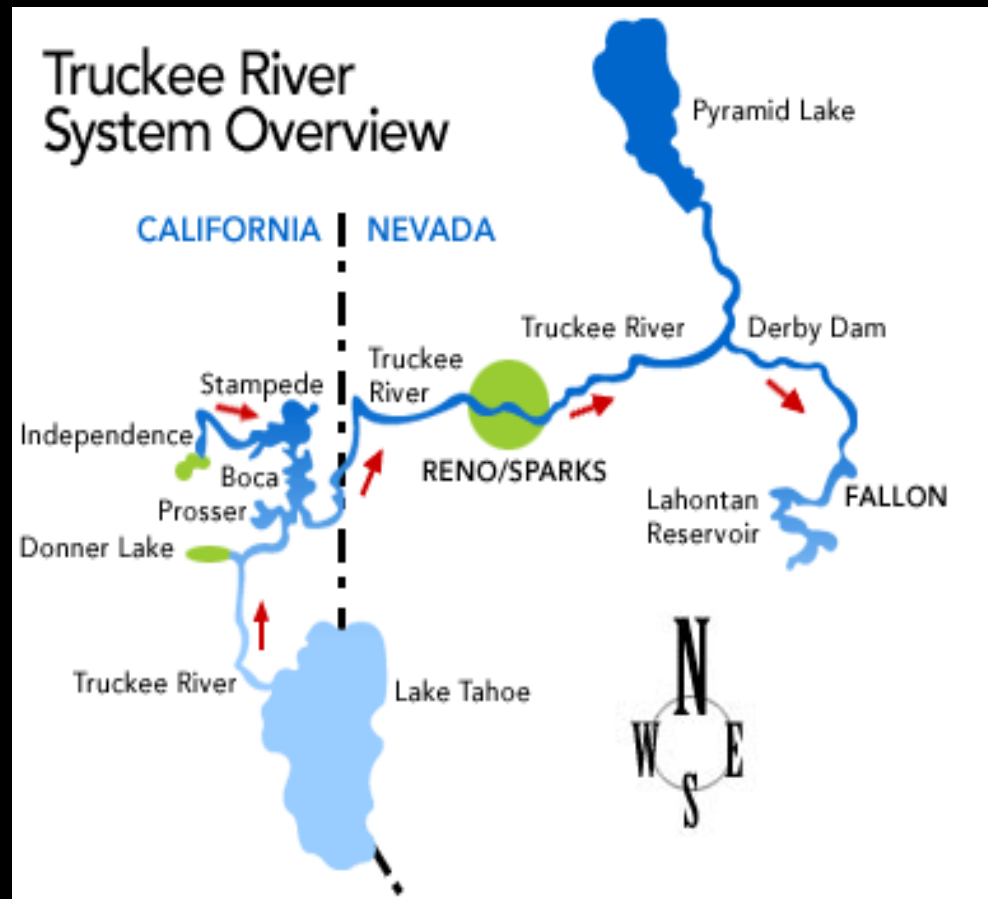 Truckee River
System Overview
Pyramid Lake
CALIFORNIA
NEVADA
Truckee River
Derby Dam
Truckee
River
Stampede
Independence
Boca
RENO/SPARKS
Prosser
Lahontan
Reservoir
FALLON
Donner Lake
Truckee River
Lake Tahoe
N
W
E
S